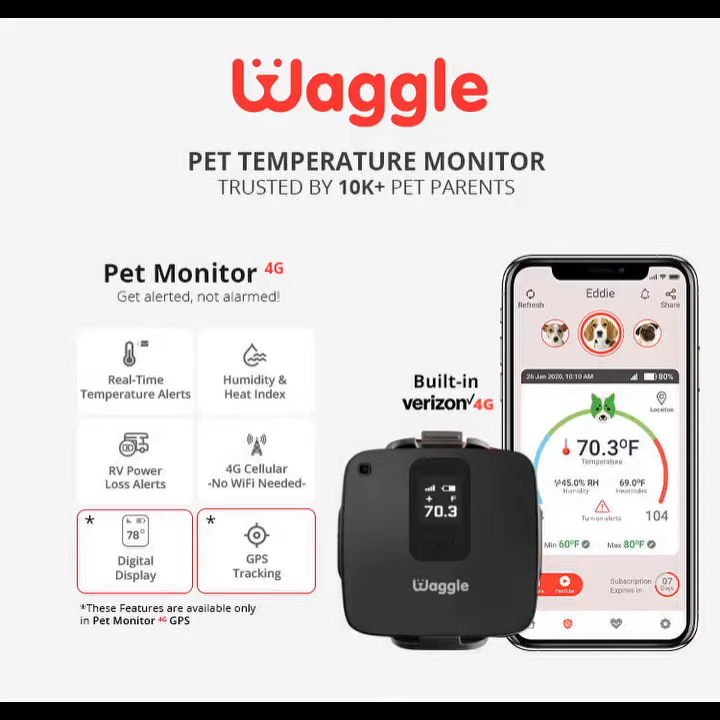 Waggle
PET TEMPERATURE MONITOR
TRUSTED BY 10K+ PET PARENTS
Pet Monitor 4G
Get alerted, not alarmed!
Real-Time
Temperature Alerts
Humidity &
Heat Index
RV Power
Loss Alerts
4G Cellular
-No WiFi Needed-
*
78°
Digital
Display
*
GPS
Tracking
*These Features are available only
in Pet Monitor 4G GPS
Built-in
verizon✓4G
+ F
70.3
Waggle
Eddie
Refresh
Share
26 Jan 2020, 10:10 AM
80%
Location
70.3ºF
Temperature
45.0% RH
Humidity
69.0ºF
Heat Index
Turn on alerts
104
Min 60ºF
Max 80ºF
Subscription
Expires in
07
Days